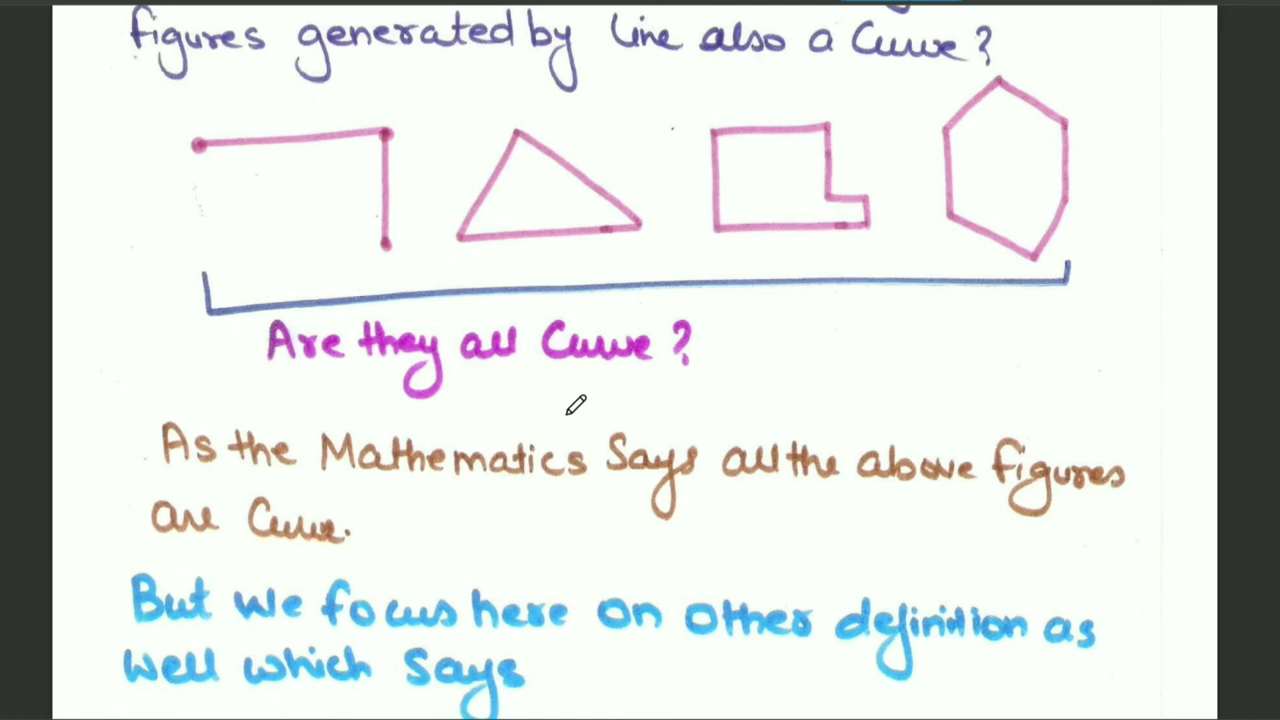 figures generated by line also a Curve?
Are they all Curve?
As the Mathematics Says all the above figures
are Curve.
But we focus here on other definition as
well which says